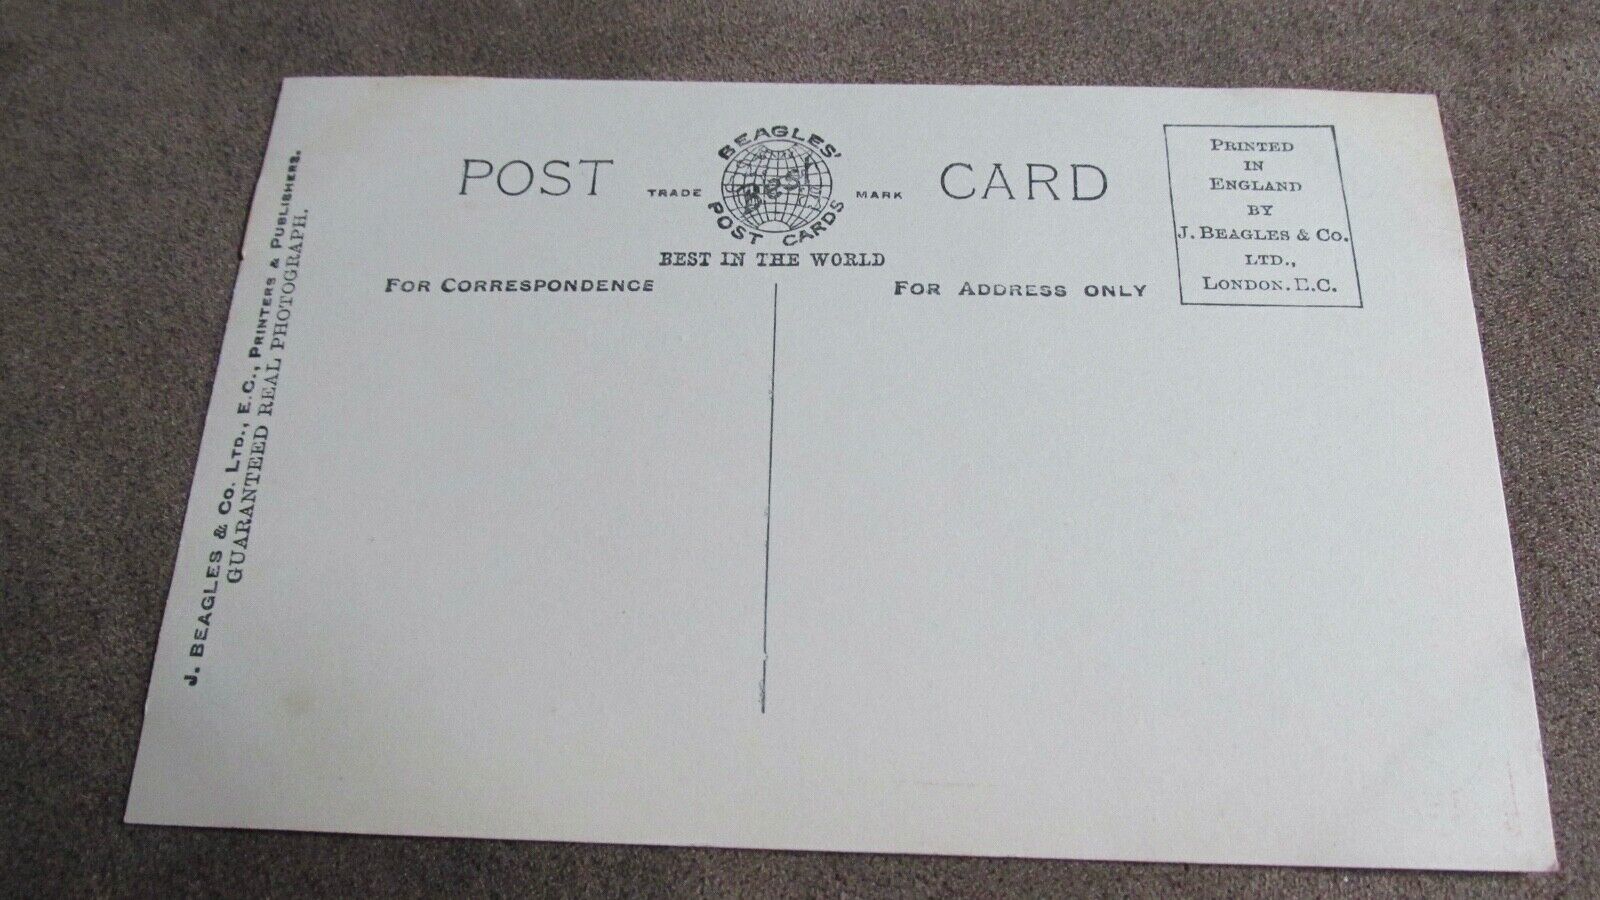 POST CARD
BEAGLES'
TRADE MARK
Best
POST CARDS
BEST IN THE WORLD
FOR CORRESPONDENCE
FOR ADDRESS ONLY
PRINTED
IN
ENGLAND
BY
J. BEAGLES & CO.
LTD.,
LONDON. E.C.
J. BEAGLES & CO. LTD., E.C., PRINTERS & PUBLISHERS.
GUARANTEED REAL PHOTOGRAPH.